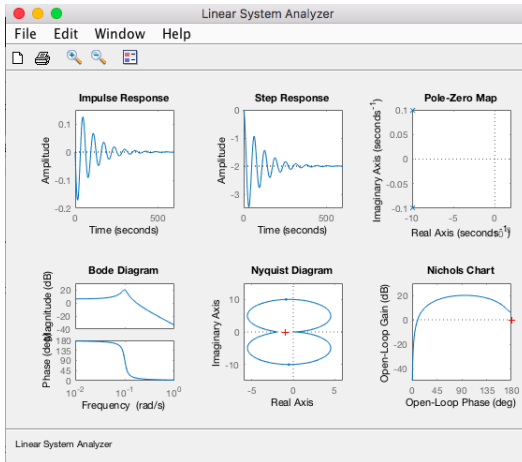 Linear System Analyzer
File Edit Window Help
Impulse Response
Amplitude
0.1
0
-0.1
-0.2
0 500
Time (seconds)
Step Response
Amplitude
0
-1
-2
-3
0 500
Time (seconds)
Pole-Zero Map
Imaginary Axis (seconds⁻¹)
0.1
0.05
0
-0.05
-0.1
-10 -5 0
Real Axis (seconds⁻¹)
Bode Diagram
Magnitude (dB)
20
0
-20
-40
Phase (deg)
180
135
90
45
0
10⁻² 10⁻¹ 10⁰
Frequency (rad/s)
Nyquist Diagram
Imaginary Axis
10
0
-10
-5 0 5
Real Axis
Nichols Chart
Open-Loop Gain (dB)
20
0
-20
-40
0 45 90 135 180
Open-Loop Phase (deg)
Linear System Analyzer